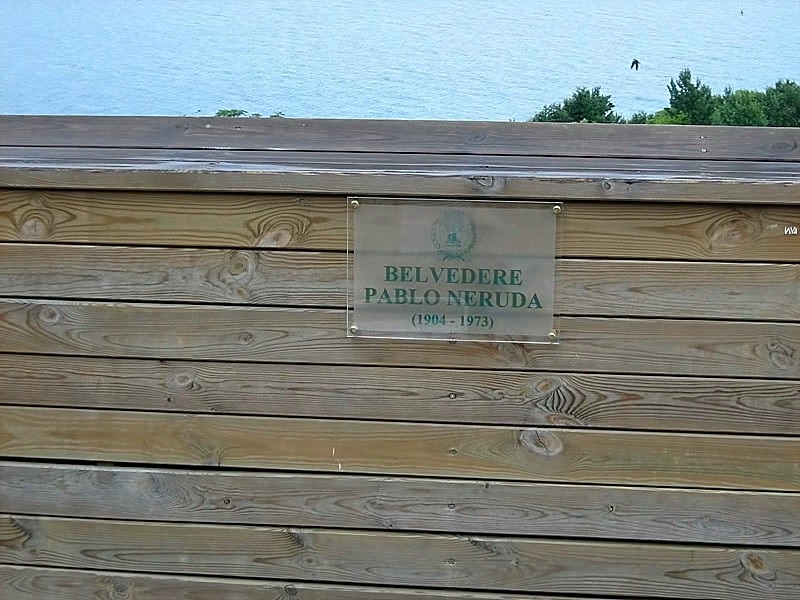 BELVEDERE
PABLO NERUDA
(1904 - 1973)